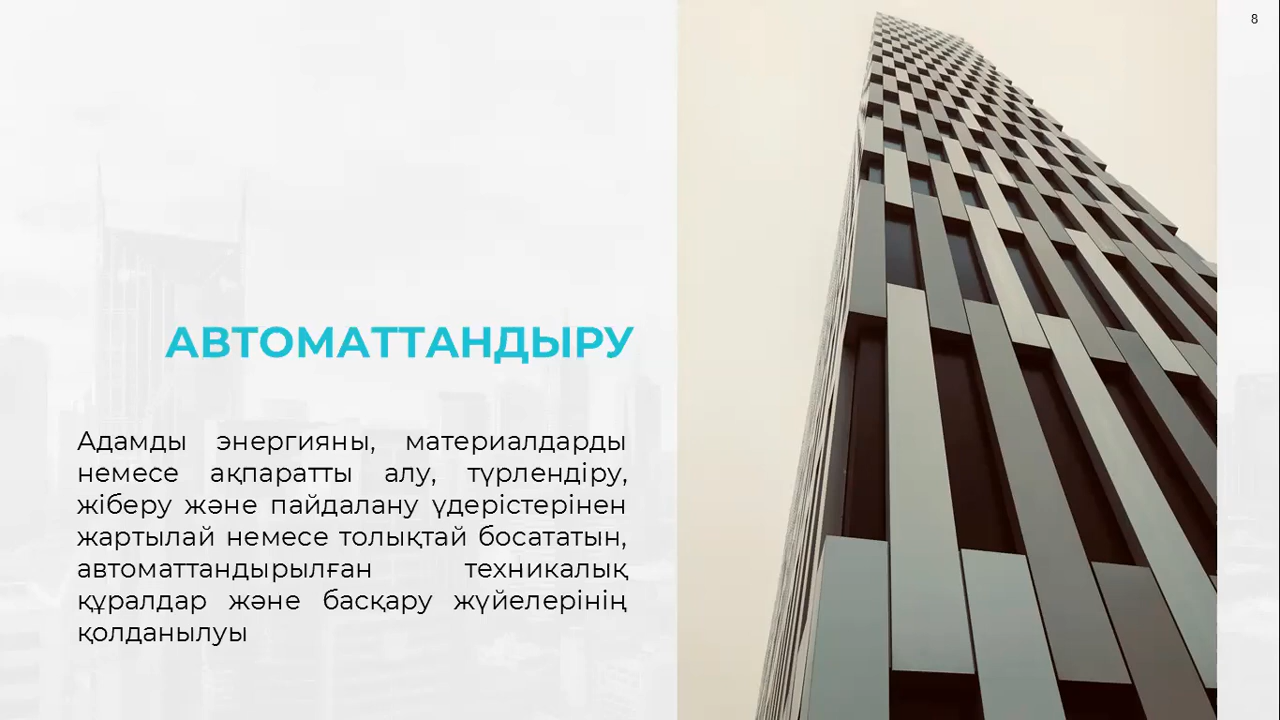 8
АВТОМАТТАНДЫРУ
Адамды энергияны, материалдарды
немесе ақпаратты алу, түрлендіру,
жіберу және пайдалану үдерістерінен
жартылай немесе толықтай босататын,
автоматтандырылған техникалық
құралдар және басқару жүйелерінің
қолданылуы